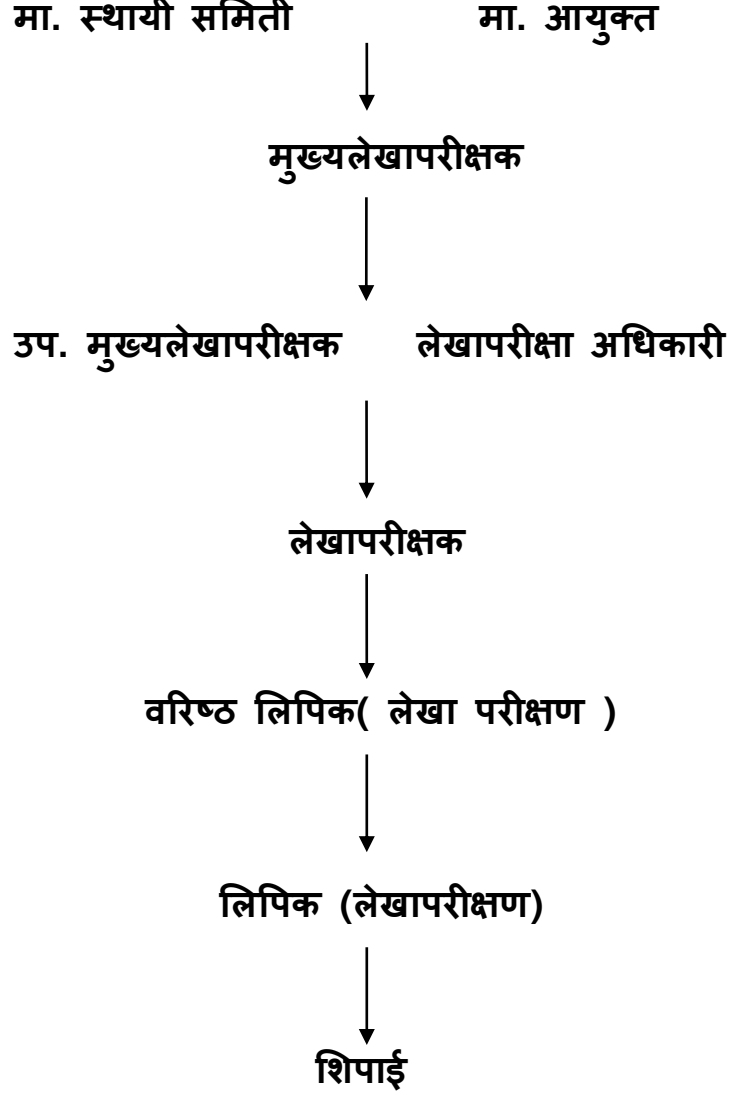 मा. स्थायी समिती मा. आयुक्त
मुख्यलेखापरीक्षक
उप. मुख्यलेखापरीक्षक लेखापरीक्षा अधिकारी
लेखापरीक्षक
वरिष्ठ लिपिक( लेखा परीक्षण )
लिपिक (लेखापरीक्षण)
शिपाई